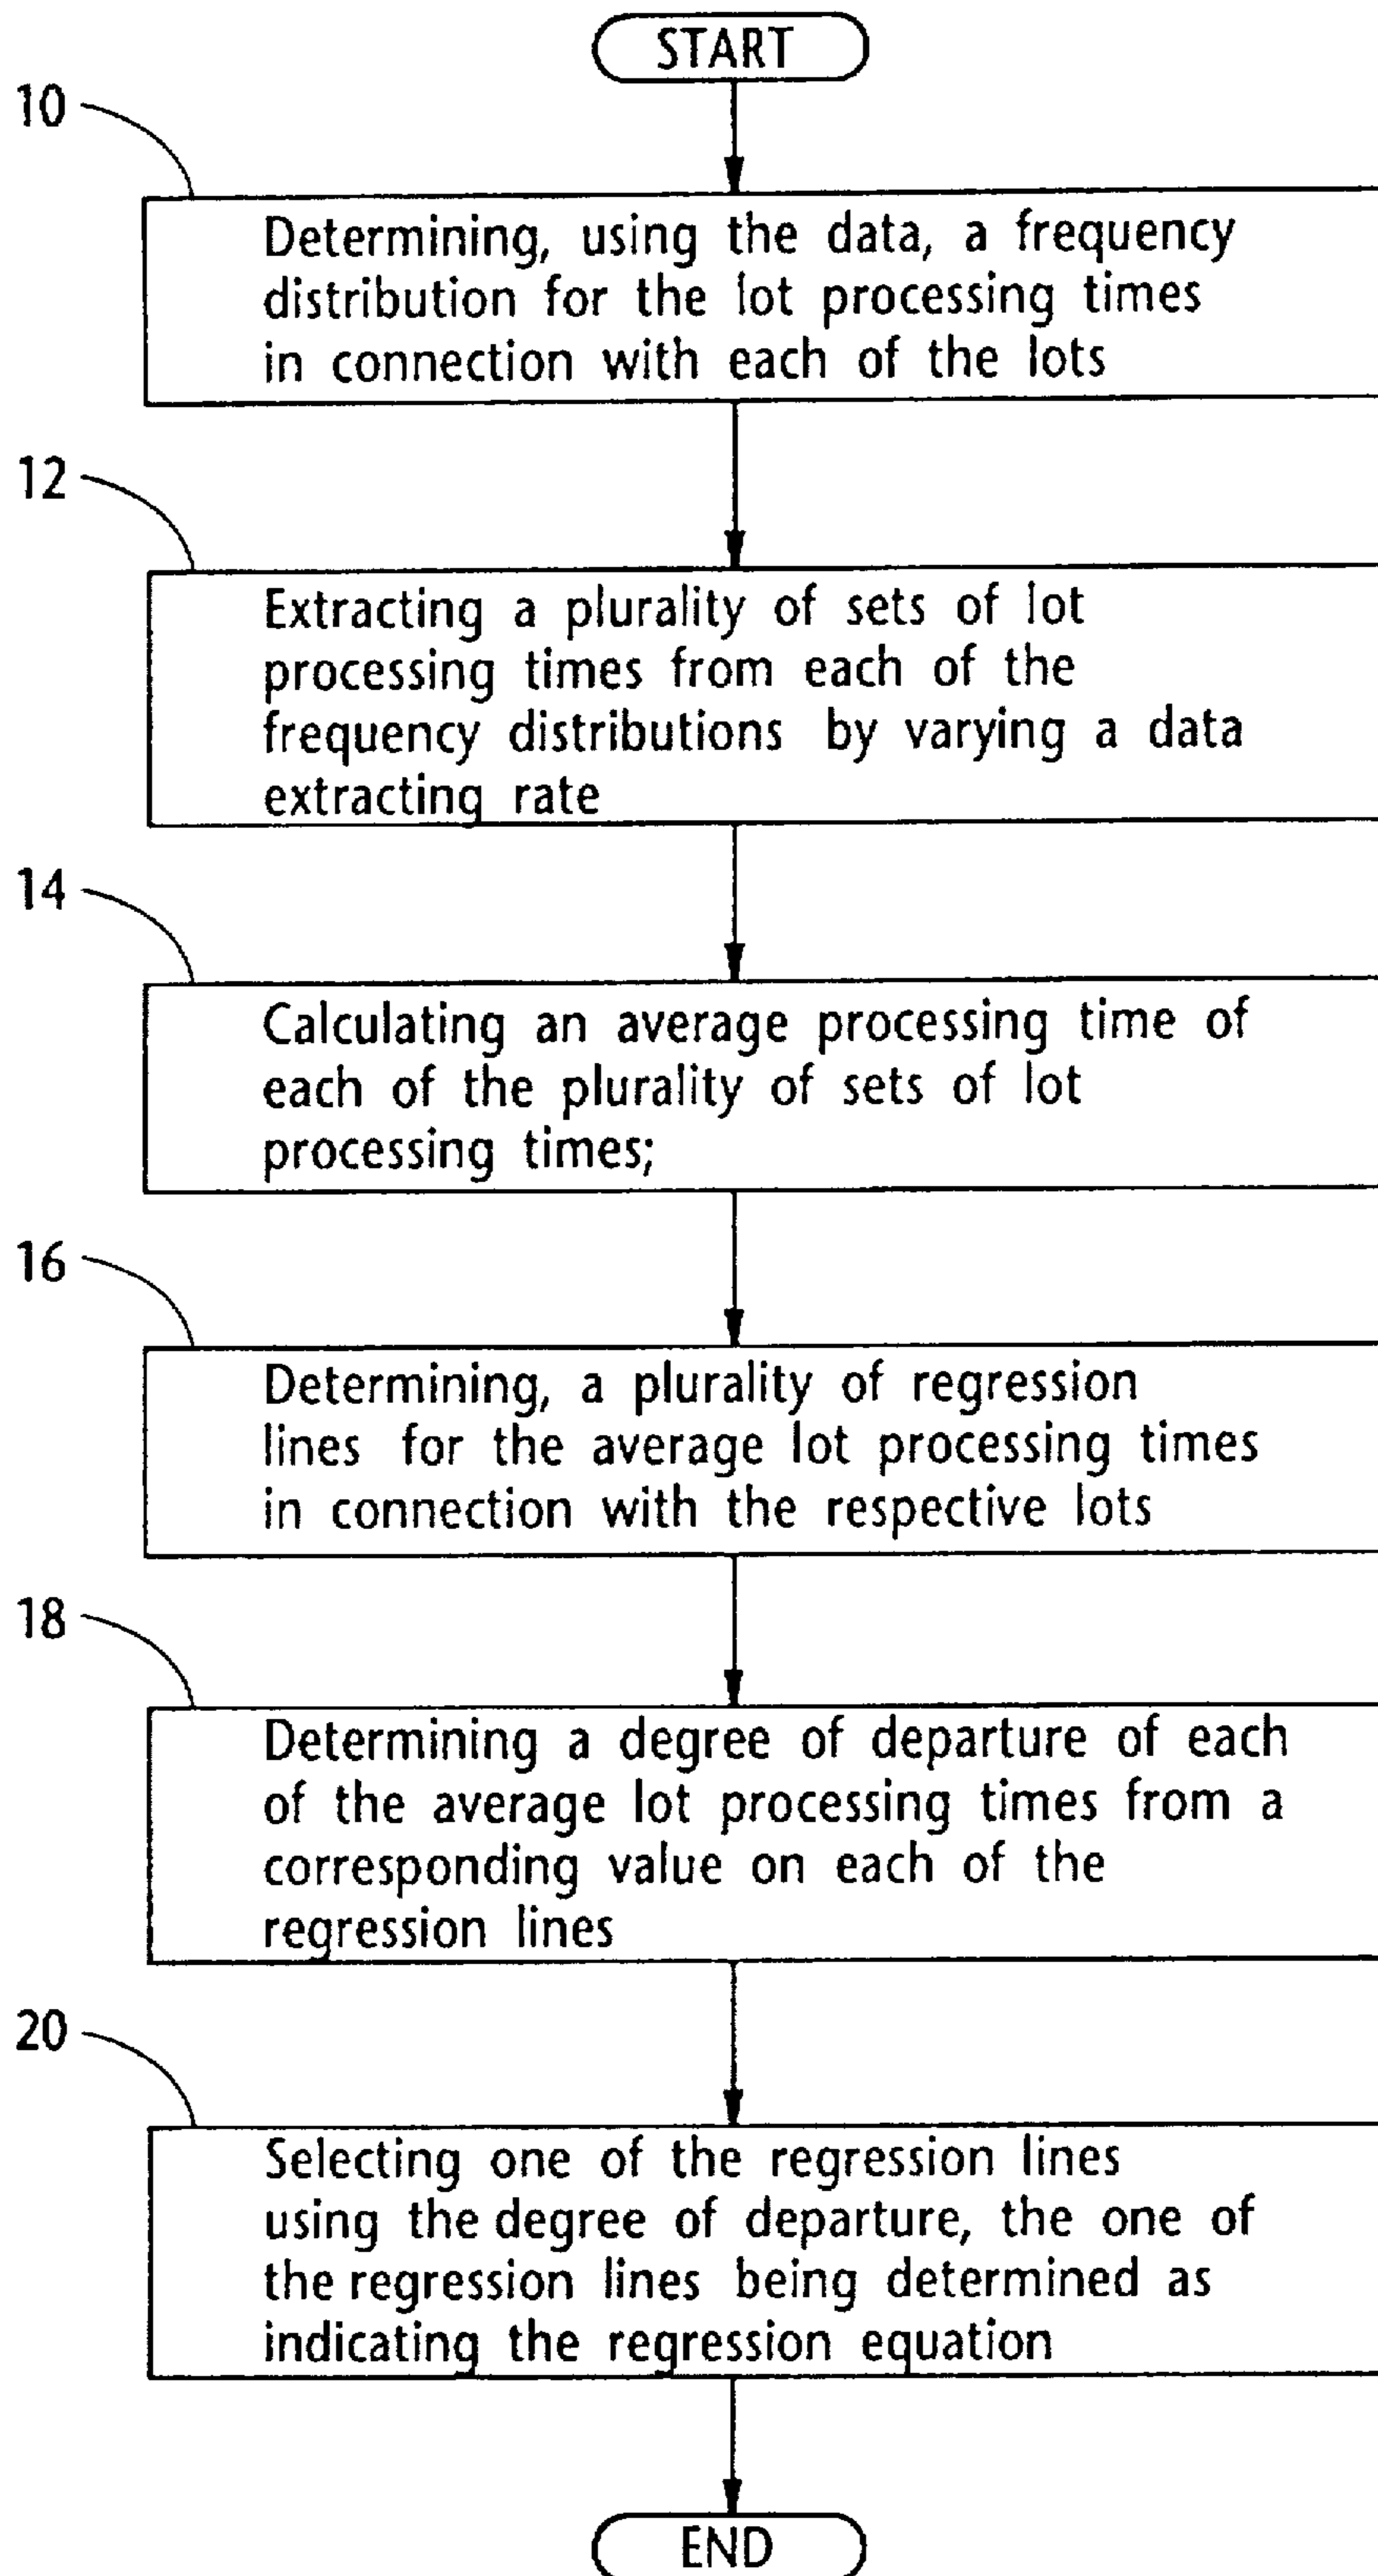 START
10
Determining, using the data, a frequency
distribution for the lot processing times
in connection with each of the lots
12
Extracting a plurality of sets of lot
processing times from each of the
frequency distributions by varying a data
extracting rate
14
Calculating an average processing time of
each of the plurality of sets of lot
processing times;
16
Determining, a plurality of regression
lines for the average lot processing times
in connection with the respective lots
18
Determining a degree of departure of each
of the average lot processing times from a
corresponding value on each of the
regression lines
20
Selecting one of the regression lines
using the degree of departure, the one of
the regression lines being determined as
indicating the regression equation
END